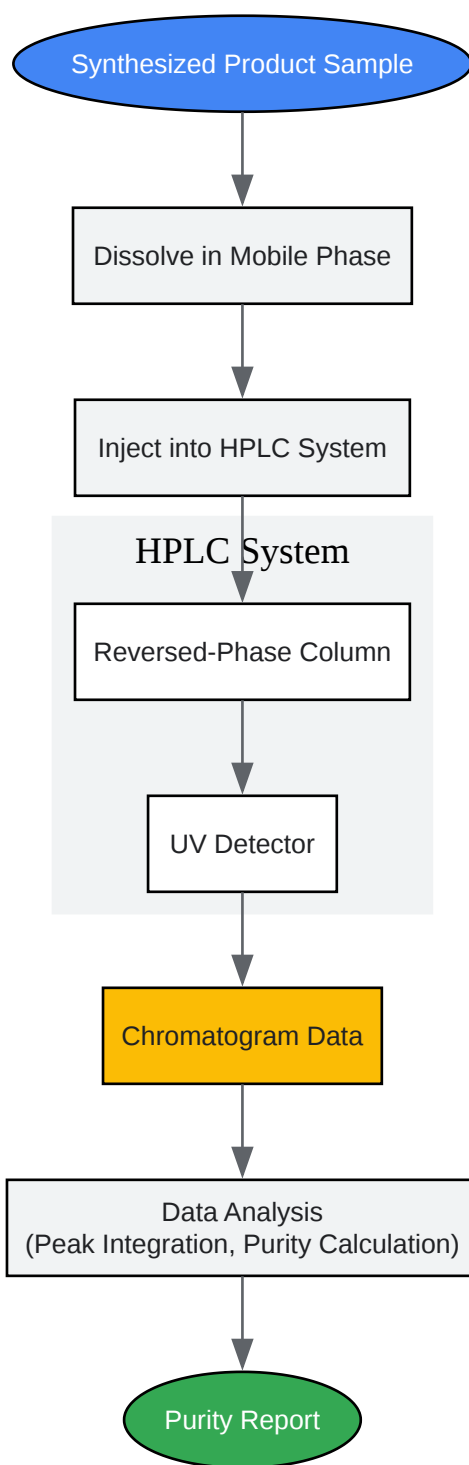 Synthesized Product Sample
Dissolve in Mobile Phase
Inject into HPLC System
HPLC System
Reversed-Phase Column
UV Detector
Chromatogram Data
Data Analysis
(Peak Integration, Purity Calculation)
Purity Report